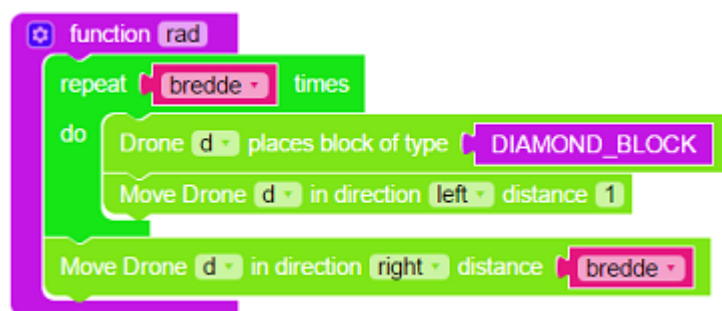 function rad
repeat bredde times
do
Drone d places block of type DIAMOND_BLOCK
Move Drone d in direction left distance 1
Move Drone d in direction right distance bredde